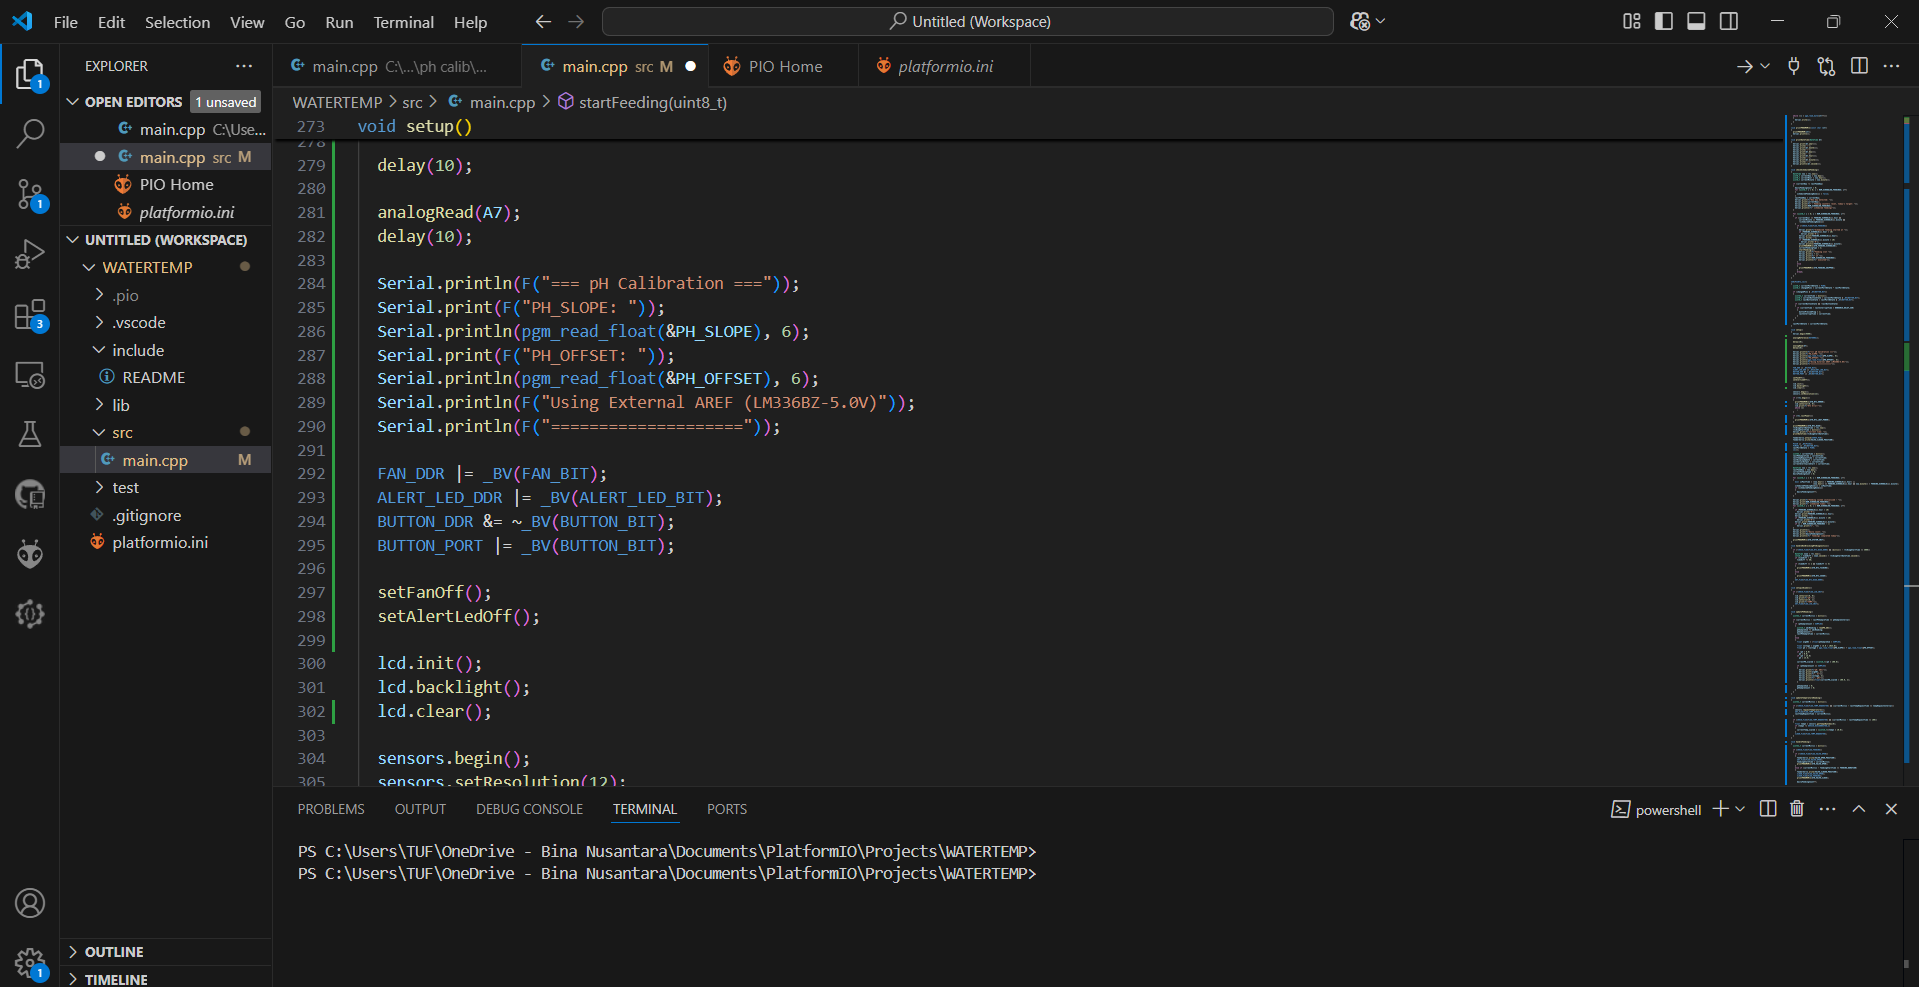 File Edit Selection View Go Run Terminal Help
Untitled (Workspace)
EXPLORER
OPEN EDITORS 1 unsaved
main.cpp C:\Use...
main.cpp src M
PIO Home
platformio.ini
UNTITLED (WORKSPACE)
WATERTEMP
.pio
.vscode
include
README
lib
src
main.cpp M
test
.gitignore
platformio.ini
OUTLINE
TIMELINE
1
1
3
1
main.cpp C:\...\ph calib\...
main.cpp src M
PIO Home
platformio.ini
WATERTEMP > src > main.cpp > startFeeding(uint8_t)
273 void setup()
278
279 delay(10);
280
281 analogRead(A7);
282 delay(10);
283
284 Serial.println(F("=== pH Calibration ==="));
285 Serial.print(F("PH_SLOPE: "));
286 Serial.println(pgm_read_float(&PH_SLOPE), 6);
287 Serial.print(F("PH_OFFSET: "));
288 Serial.println(pgm_read_float(&PH_OFFSET), 6);
289 Serial.println(F("Using External AREF (LM336BZ-5.0V)"));
290 Serial.println(F("===================="));
291
292 FAN_DDR |= _BV(FAN_BIT);
293 ALERT_LED_DDR |= _BV(ALERT_LED_BIT);
294 BUTTON_DDR &= ~_BV(BUTTON_BIT);
295 BUTTON_PORT |= _BV(BUTTON_BIT);
296
297 setFanOff();
298 setAlertLedOff();
299
300 lcd.init();
301 lcd.backlight();
302 lcd.clear();
303
304 sensors.begin();
305 sensors.setResolution(12);
PROBLEMS OUTPUT DEBUG CONSOLE TERMINAL PORTS
powershell
PS C:\Users\TUF\OneDrive - Bina Nusantara\Documents\PlatformIO\Projects\WATERTEMP>
PS C:\Users\TUF\OneDrive - Bina Nusantara\Documents\PlatformIO\Projects\WATERTEMP>